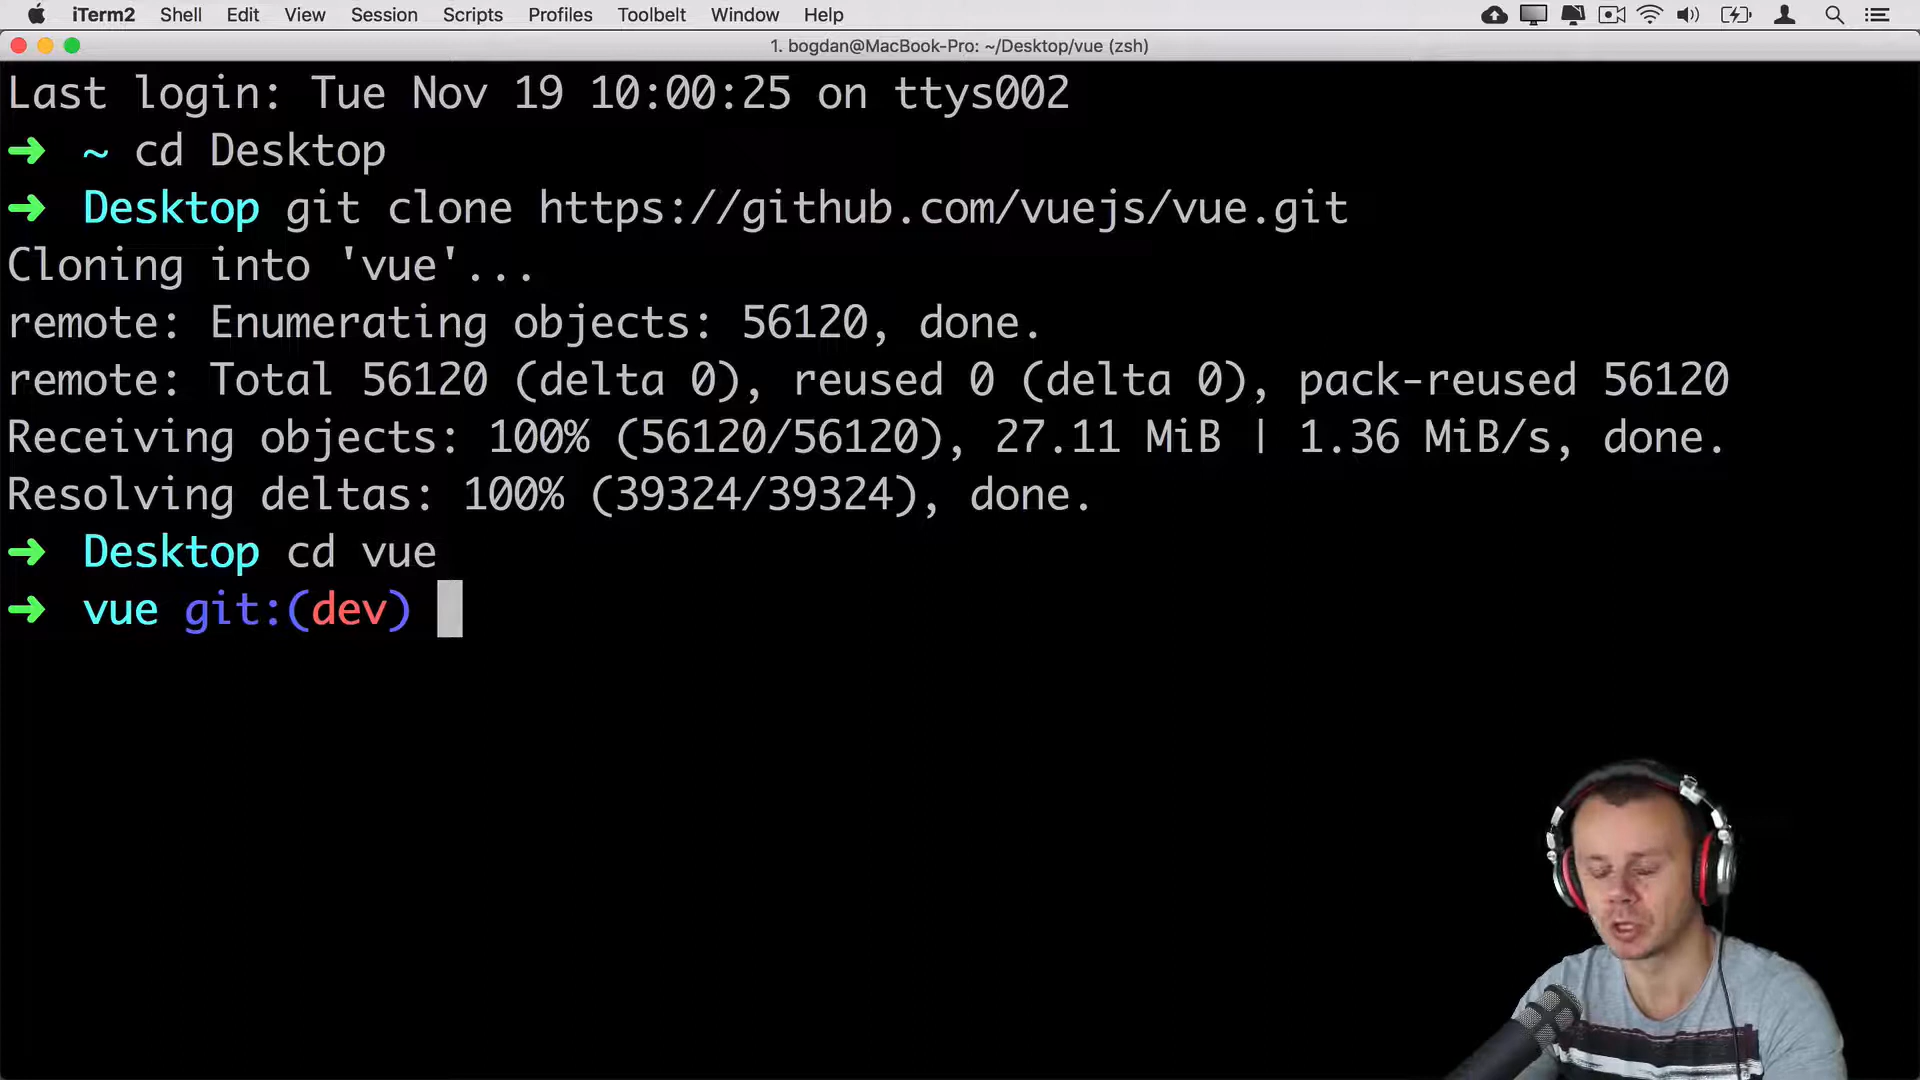 iTerm2 Shell Edit View Session Scripts Profiles Toolbelt Window Help
1. bogdan@MacBook-Pro: ~/Desktop/vue (zsh)
Last login: Tue Nov 19 10:00:25 on ttys002
➜ ~ cd Desktop
➜ Desktop git clone https://github.com/vuejs/vue.git
Cloning into 'vue'...
remote: Enumerating objects: 56120, done.
remote: Total 56120 (delta 0), reused 0 (delta 0), pack-reused 56120
Receiving objects: 100% (56120/56120), 27.11 MiB | 1.36 MiB/s, done.
Resolving deltas: 100% (39324/39324), done.
➜ Desktop cd vue
➜ vue git:(dev)